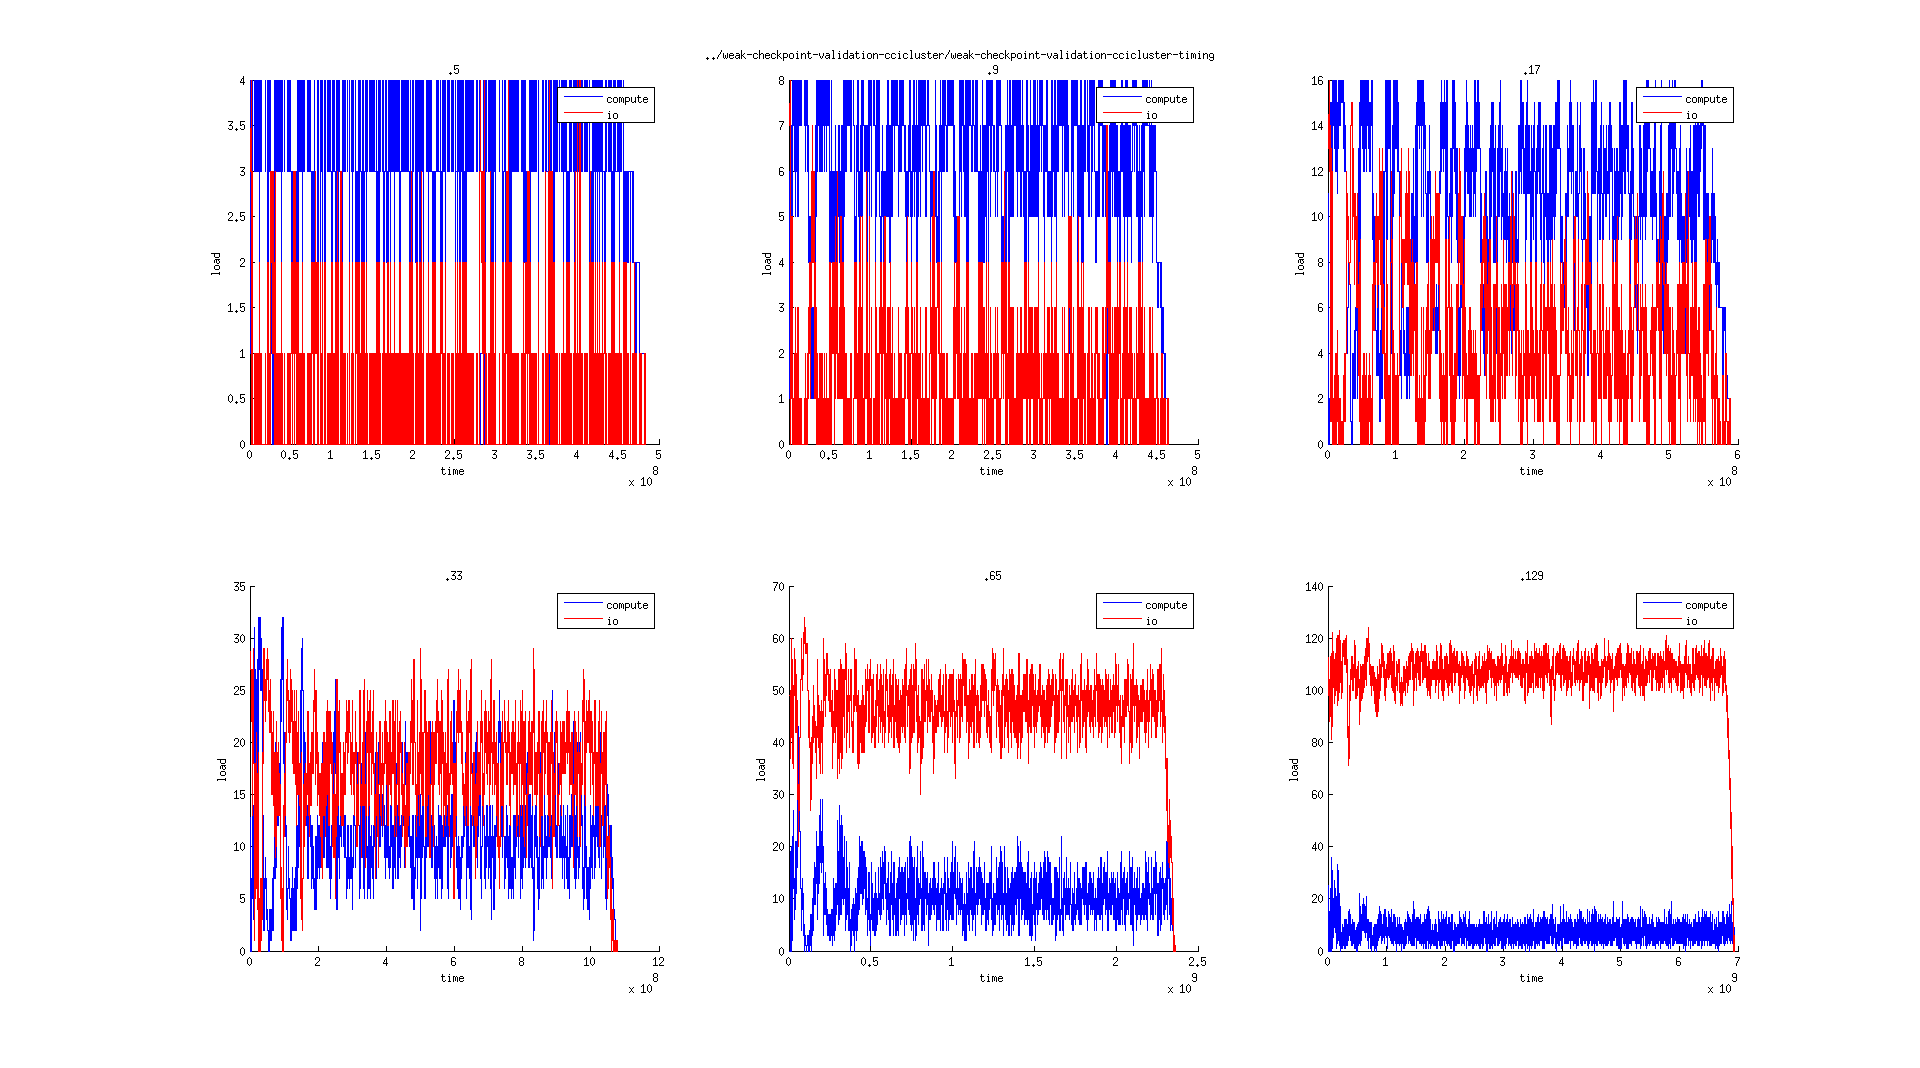 ../weak-checkpoint-validation-ccicluster/weak-checkpoint-validation-ccicluster-timing
.5
4
3.5
3
2.5
2
1.5
1
0.5
0
load
compute
io
0 0.5 1 1.5 2 2.5 3 3.5 4 4.5 5
time
x 10 8
.9
8
7
6
5
4
3
2
1
0
load
compute
io
0 0.5 1 1.5 2 2.5 3 3.5 4 4.5 5
time
x 10 8
.17
16
14
12
10
8
6
4
2
0
load
compute
io
0 1 2 3 4 5 6
time
x 10 8
.33
35
30
25
20
15
10
5
0
load
compute
io
0 2 4 6 8 10 12
time
x 10 8
.65
70
60
50
40
30
20
10
0
load
compute
io
0 0.5 1 1.5 2 2.5
time
x 10 9
.129
140
120
100
80
60
40
20
0
load
compute
io
0 1 2 3 4 5 6 7
time
x 10 9